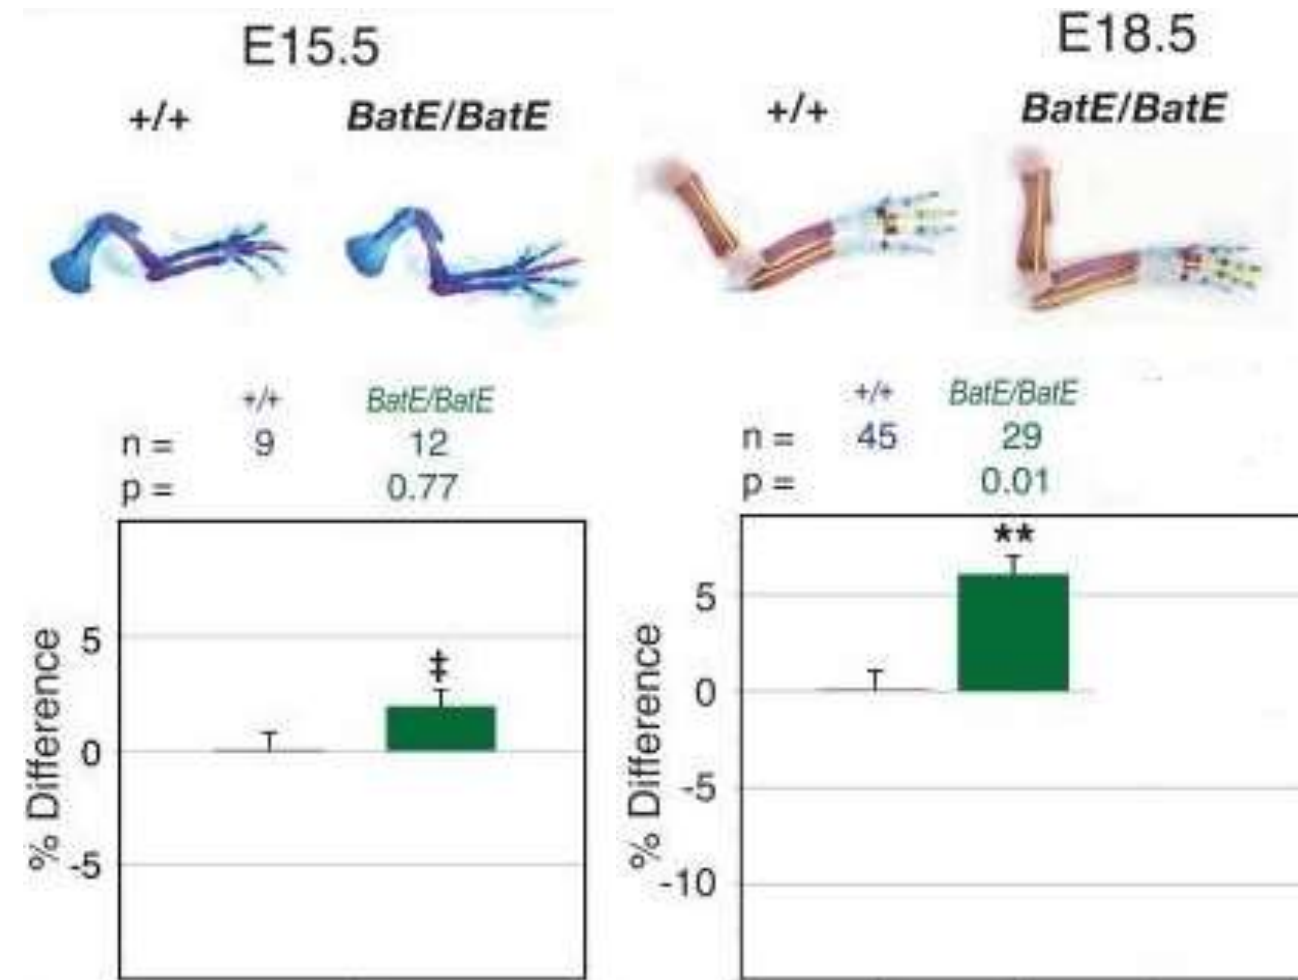 E15.5
+/+ BatE/BatE
+/+ BatE/BatE
n = 9 12
p = 0.77
‡
% Difference
5
0
-5
E18.5
+/+ BatE/BatE
+/+ BatE/BatE
n = 45 29
p = 0.01
**
% Difference
5
0
-5
-10